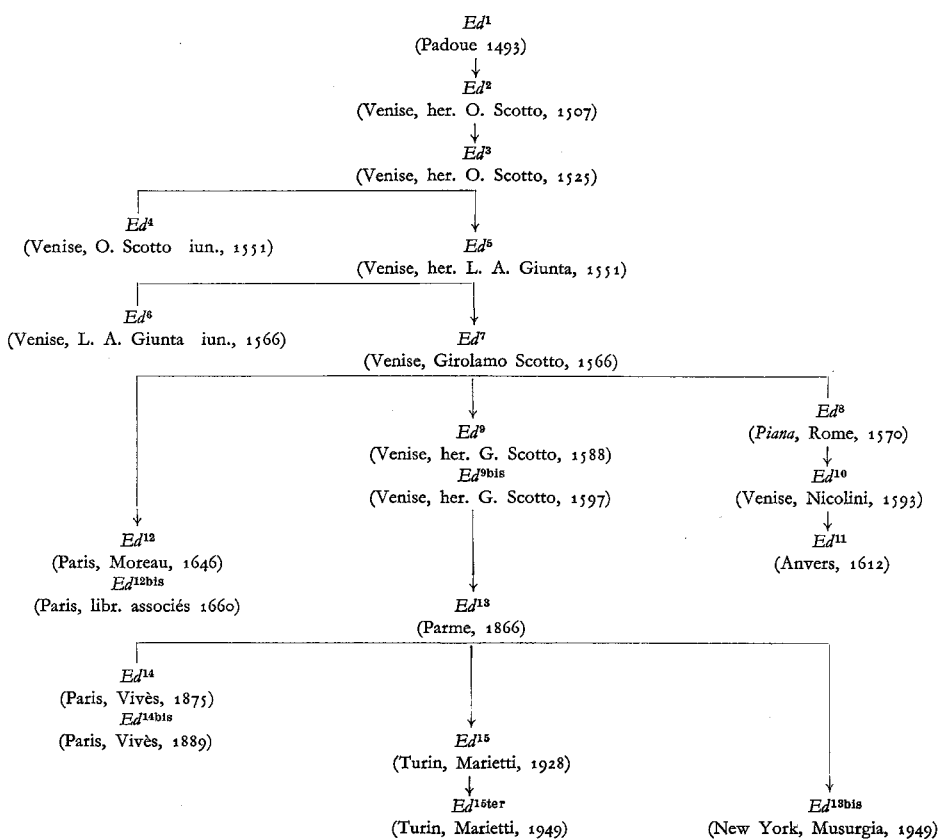 Ed¹
(Padoue 1493)
Ed²
(Venise, her. O. Scotto, 1507)
Ed³
(Venise, her. O. Scotto, 1525)
Ed⁴
(Venise, O. Scotto iun., 1551)
Ed⁵
(Venise, her. L. A. Giunta, 1551)
Ed⁶
(Venise, L. A. Giunta iun., 1566)
Ed⁷
(Venise, Girolamo Scotto, 1566)
Ed⁸
(Piana, Rome, 1570)
Ed⁹
(Venise, her. G. Scotto, 1588)
Ed⁹ᵇⁱˢ
(Venise, her. G. Scotto, 1597)
Ed¹⁰
(Venise, Nicolini, 1593)
Ed¹¹
(Anvers, 1612)
Ed¹²
(Paris, Moreau, 1646)
Ed¹²ᵇⁱˢ
(Paris, libr. associés 1660)
Ed¹³
(Parme, 1866)
Ed¹⁴
(Paris, Vivès, 1875)
Ed¹⁴ᵇⁱˢ
(Paris, Vivès, 1889)
Ed¹⁵
(Turin, Marietti, 1928)
Ed¹⁵ᵗᵉʳ
(Turin, Marietti, 1949)
Ed¹³ᵇⁱˢ
(New York, Musurgia, 1949)